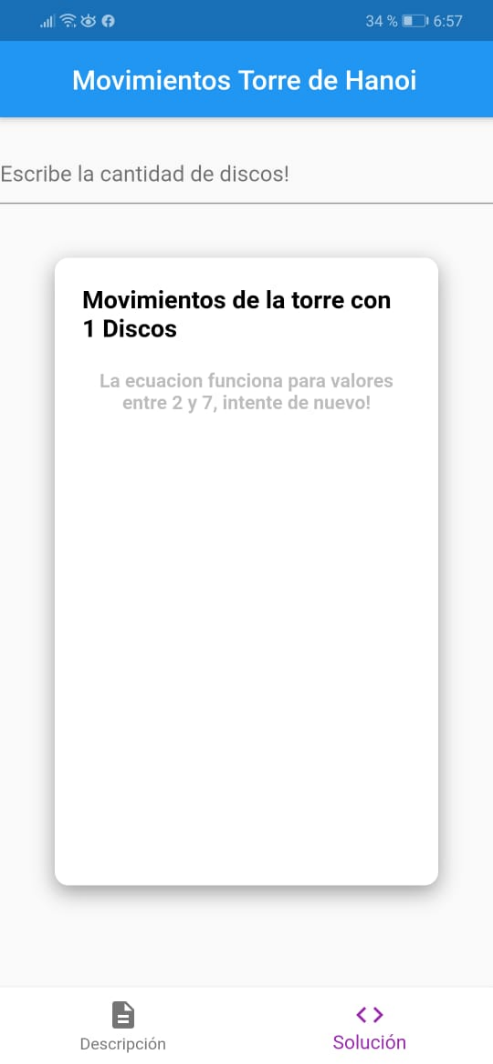 34 % 6:57
Movimientos Torre de Hanoi
Escribe la cantidad de discos!
Movimientos de la torre con
1 Discos
La ecuacion funciona para valores
entre 2 y 7, intente de nuevo!
Descripción
Solución